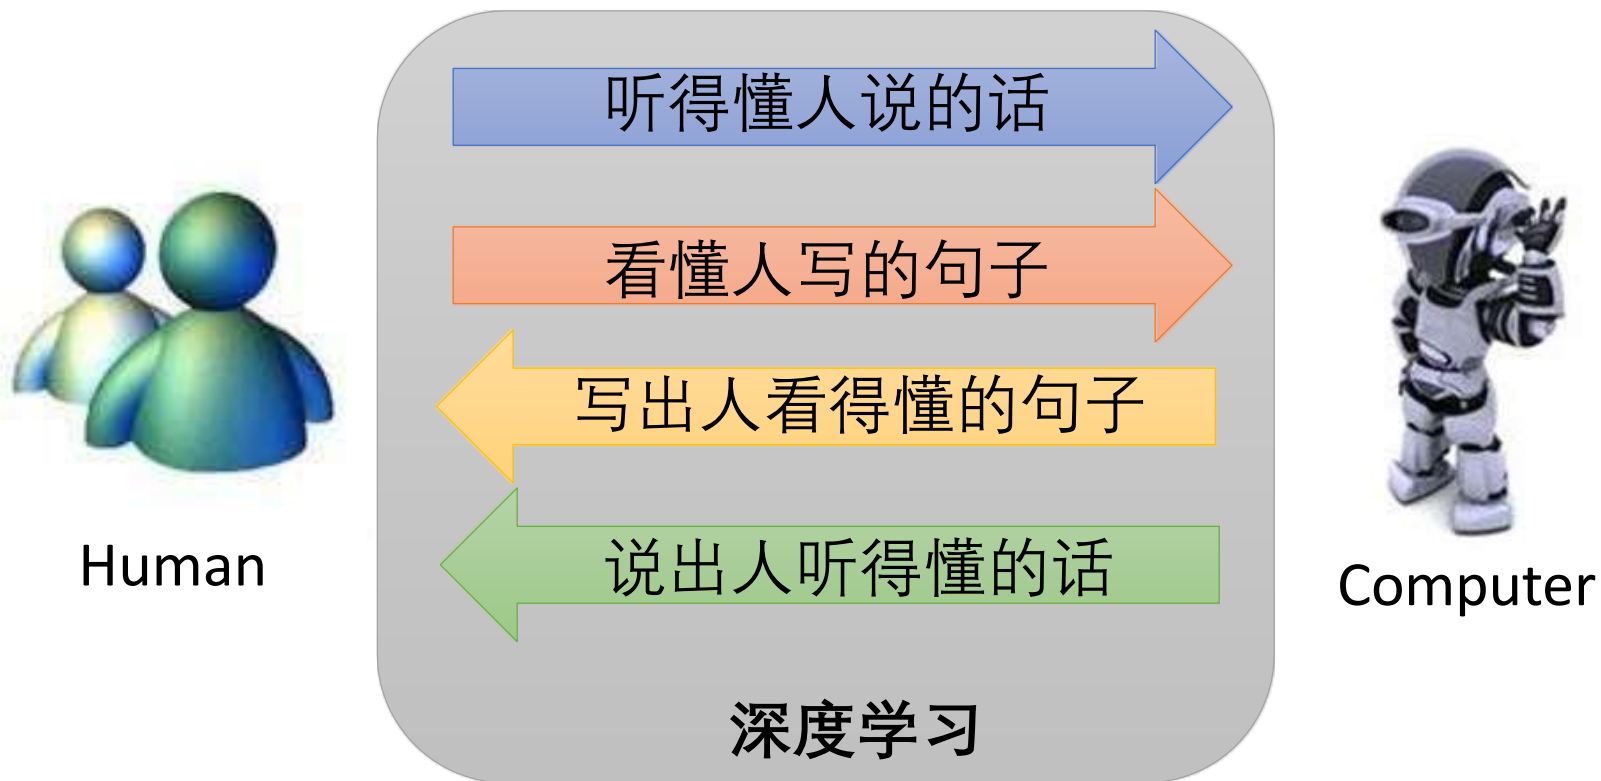 听得懂人说的话
看懂人写的句子
写出人看得懂的句子
说出人听得懂的话
Human
Computer
深度学习